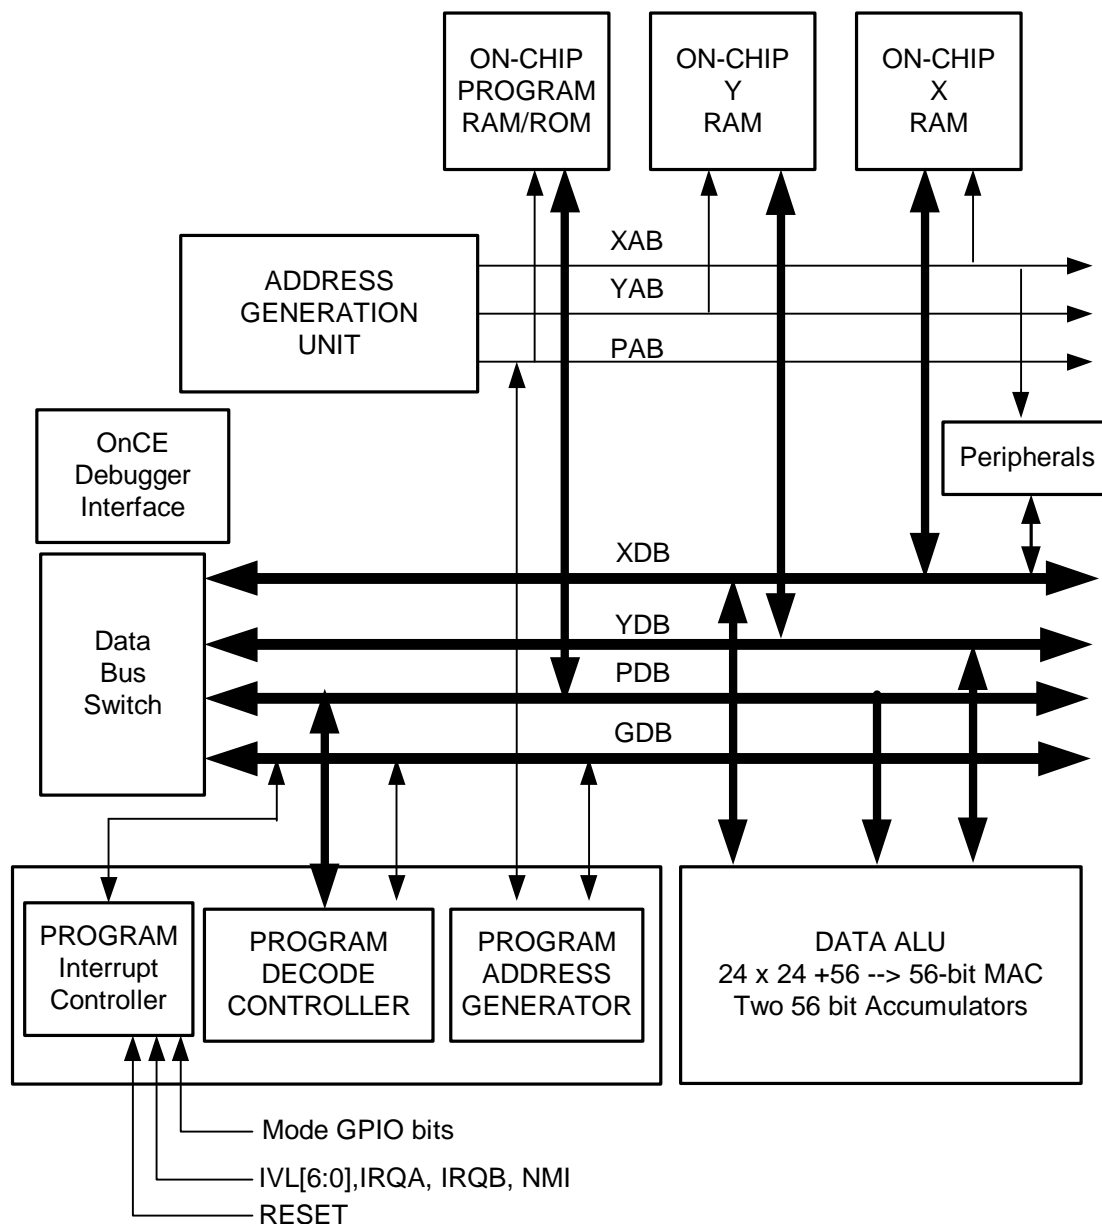 ON-CHIP
PROGRAM
RAM/ROM
ON-CHIP
Y
RAM
ON-CHIP
X
RAM
XAB
ADDRESS
GENERATION
UNIT
YAB
PAB
OnCE
Debugger
Interface
Peripherals
XDB
Data
Bus
Switch
YDB
PDB
GDB
PROGRAM
Interrupt
Controller
PROGRAM
DECODE
CONTROLLER
PROGRAM
ADDRESS
GENERATOR
DATA ALU
24 x 24 +56 --> 56-bit MAC
Two 56 bit Accumulators
Mode GPIO bits
IVL[6:0],IRQA, IRQB, NMI
RESET